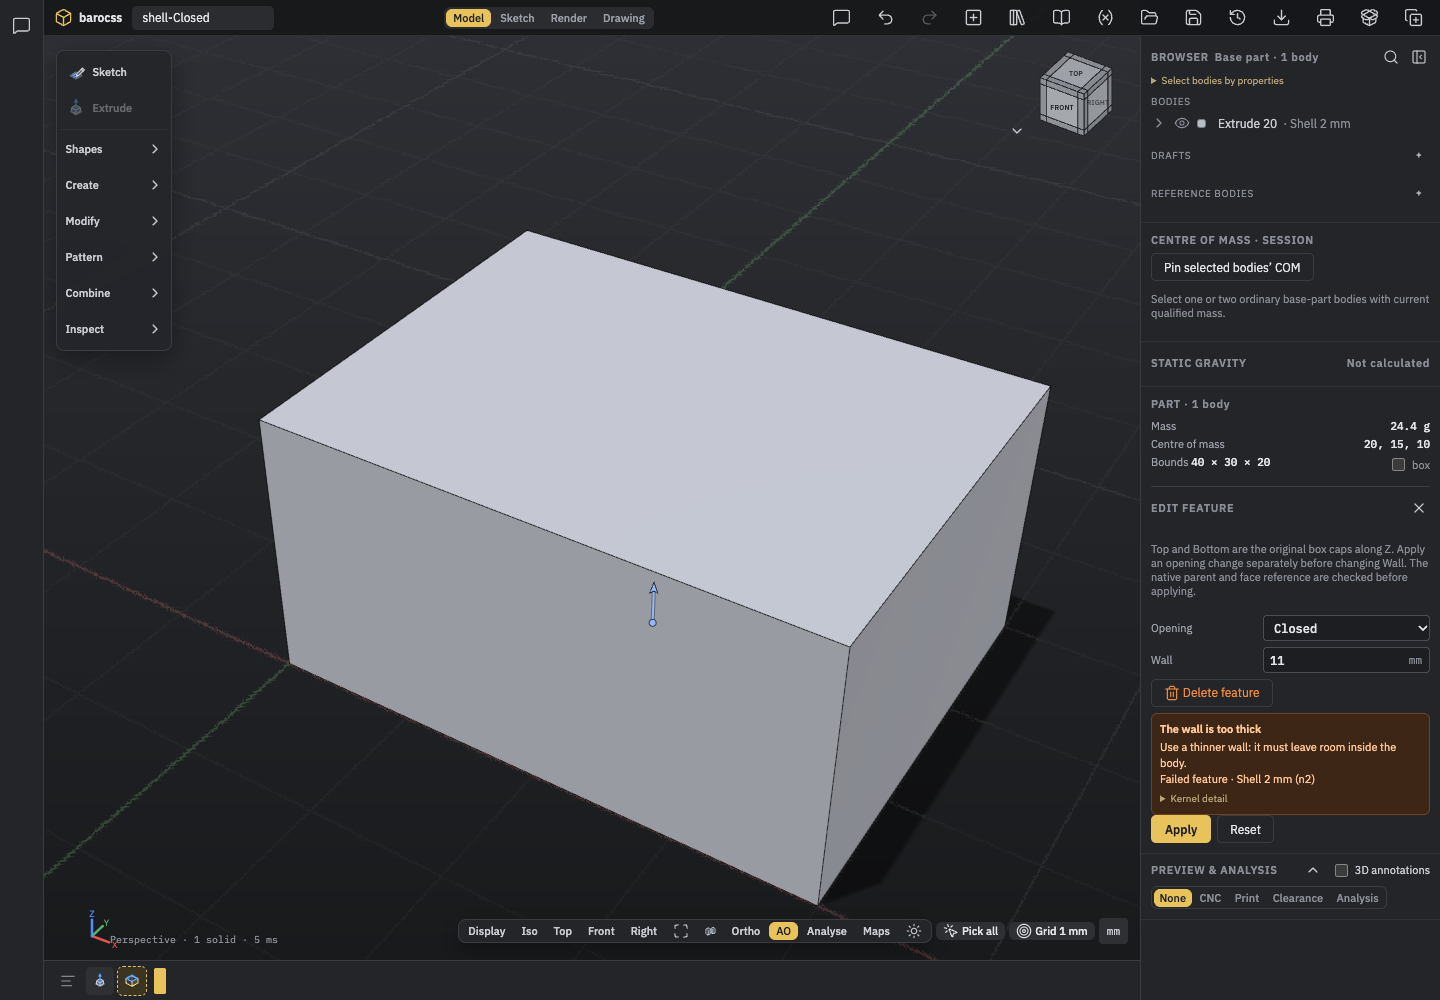 barocss
shell-Closed
Model
Sketch
Render
Drawing
Sketch
Extrude
Shapes
Create
Modify
Pattern
Combine
Inspect
TOP
FRONT
RIGHT
BROWSER Base part · 1 body
Select bodies by properties
BODIES
Extrude 20 · Shell 2 mm
DRAFTS
REFERENCE BODIES
CENTRE OF MASS · SESSION
Pin selected bodies’ COM
Select one or two ordinary base-part bodies with current
qualified mass.
STATIC GRAVITY Not calculated
PART · 1 body
Mass 24.4 g
Centre of mass 20, 15, 10
Bounds 40 × 30 × 20 box
EDIT FEATURE
Top and Bottom are the original box caps along Z. Apply
an opening change separately before changing Wall. The
native parent and face reference are checked before
applying.
Opening Closed
Wall 11 mm
Delete feature
The wall is too thick
Use a thinner wall: it must leave room inside the
body.
Failed feature · Shell 2 mm (n2)
Kernel detail
Apply Reset
PREVIEW & ANALYSIS 3D annotations
None CNC Print Clearance Analysis
Z
Y
X
Perspective · 1 solid · 5 ms
Display Iso Top Front Right Ortho AO Analyse Maps Pick all Grid 1 mm mm